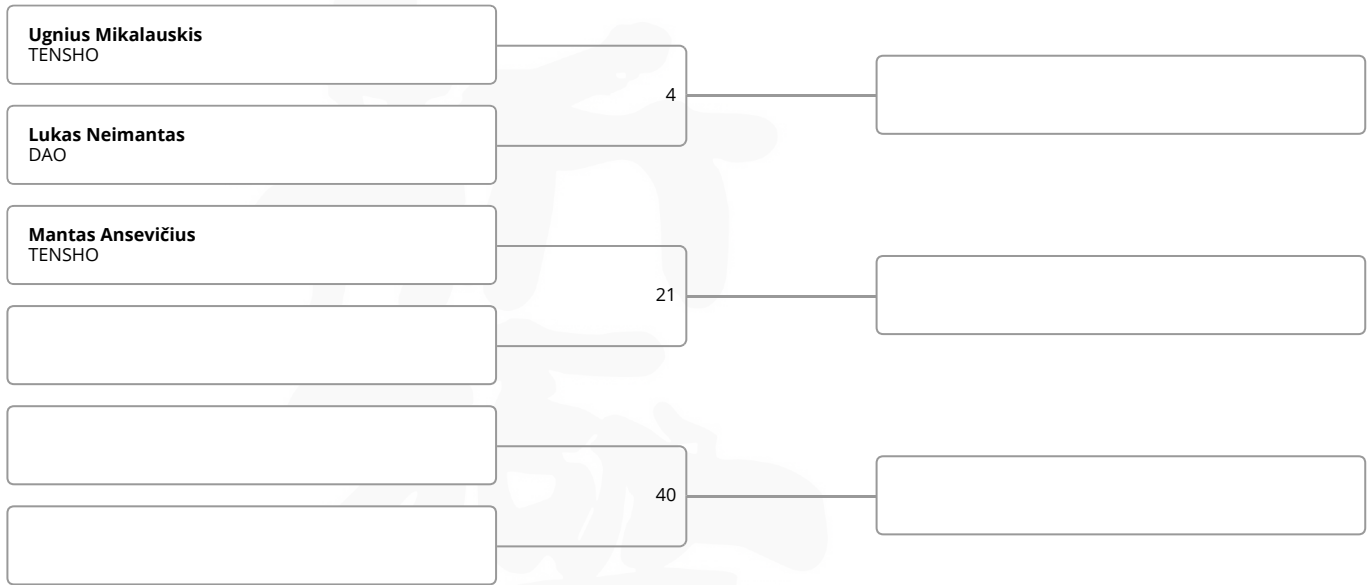 Ugnius Mikalauskis
TENSHO
4
Lukas Neimantas
DAO
Mantas Ansevičius
TENSHO
21
40